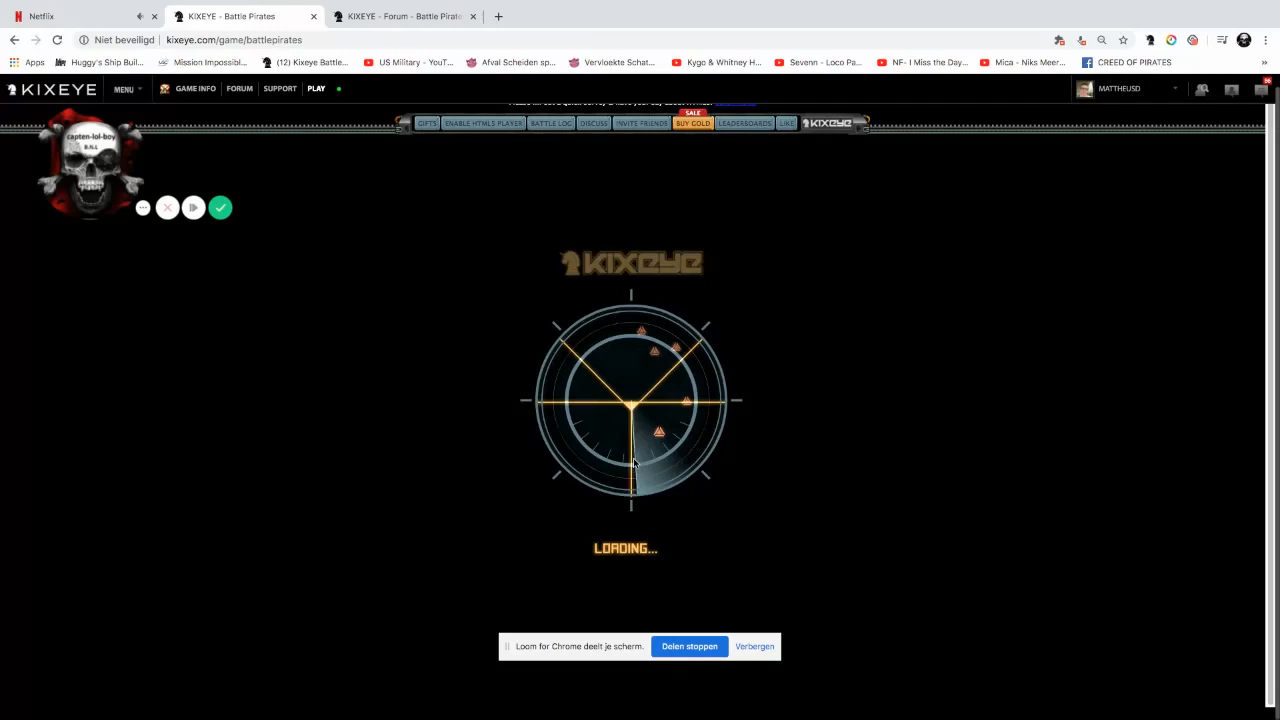 Netflix
KIXEYE - Battle Pirates
KIXEYE - Forum - Battle Pirate
Niet beveiligd
kixeye.com/game/battlepirates
Apps
Huggy's Ship Buil...
Mission Impossibl...
(12) Kixeye Battle...
US Military - YouT...
Afval Scheiden sp...
Vervloekte Schat...
Kygo & Whitney H...
Sevenn - Loco Pa...
NF- I Miss the Day...
Mica - Niks Meer...
CREED OF PIRATES
KIXEYE
MENU
GAME INFO
FORUM
SUPPORT
PLAY
MATTHEUSD
SALE
GIFTS
ENABLE HTML5 PLAYER
BATTLE LOG
DISCUSS
INVITE FRIENDS
BUY GOLD
LEADERBOARDS
LIKE
KIXEYE
capten-lol-boy
B.N.L
KIXEYE
LOADING...
Loom for Chrome deelt je scherm.
Delen stoppen
Verbergen